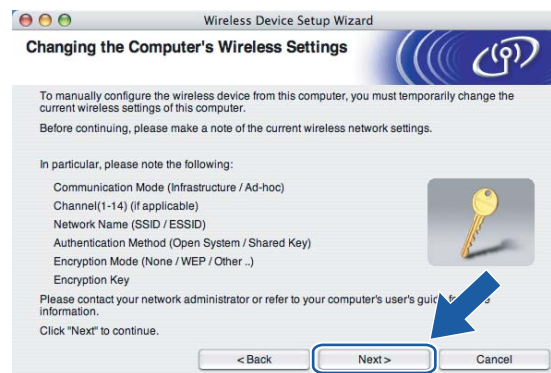 Wireless Device Setup Wizard
Changing the Computer's Wireless Settings
To manually configure the wireless device from this computer, you must temporarily change the
current wireless settings of this computer.
Before continuing, please make a note of the current wireless network settings.
In particular, please note the following:
Communication Mode (Infrastructure / Ad-hoc)
Channel(1-14) (if applicable)
Network Name (SSID / ESSID)
Authentication Method (Open System / Shared Key)
Encryption Mode (None / WEP / Other ..)
Encryption Key
Please contact your network administrator or refer to your computer's user's
information.
Click "Next" to continue.
< Back Next > Cancel